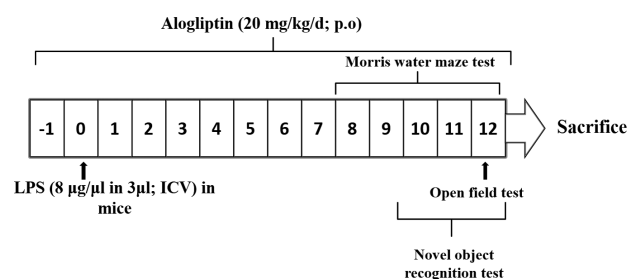 Alogliptin (20 mg/kg/d; p.o)
Morris water maze test
-1 0 1 2 3 4 5 6 7 8 9 10 11 12
Sacrifice
LPS (8 µg/µl in 3µl; ICV) in
mice
Open field test
Novel object
recognition test